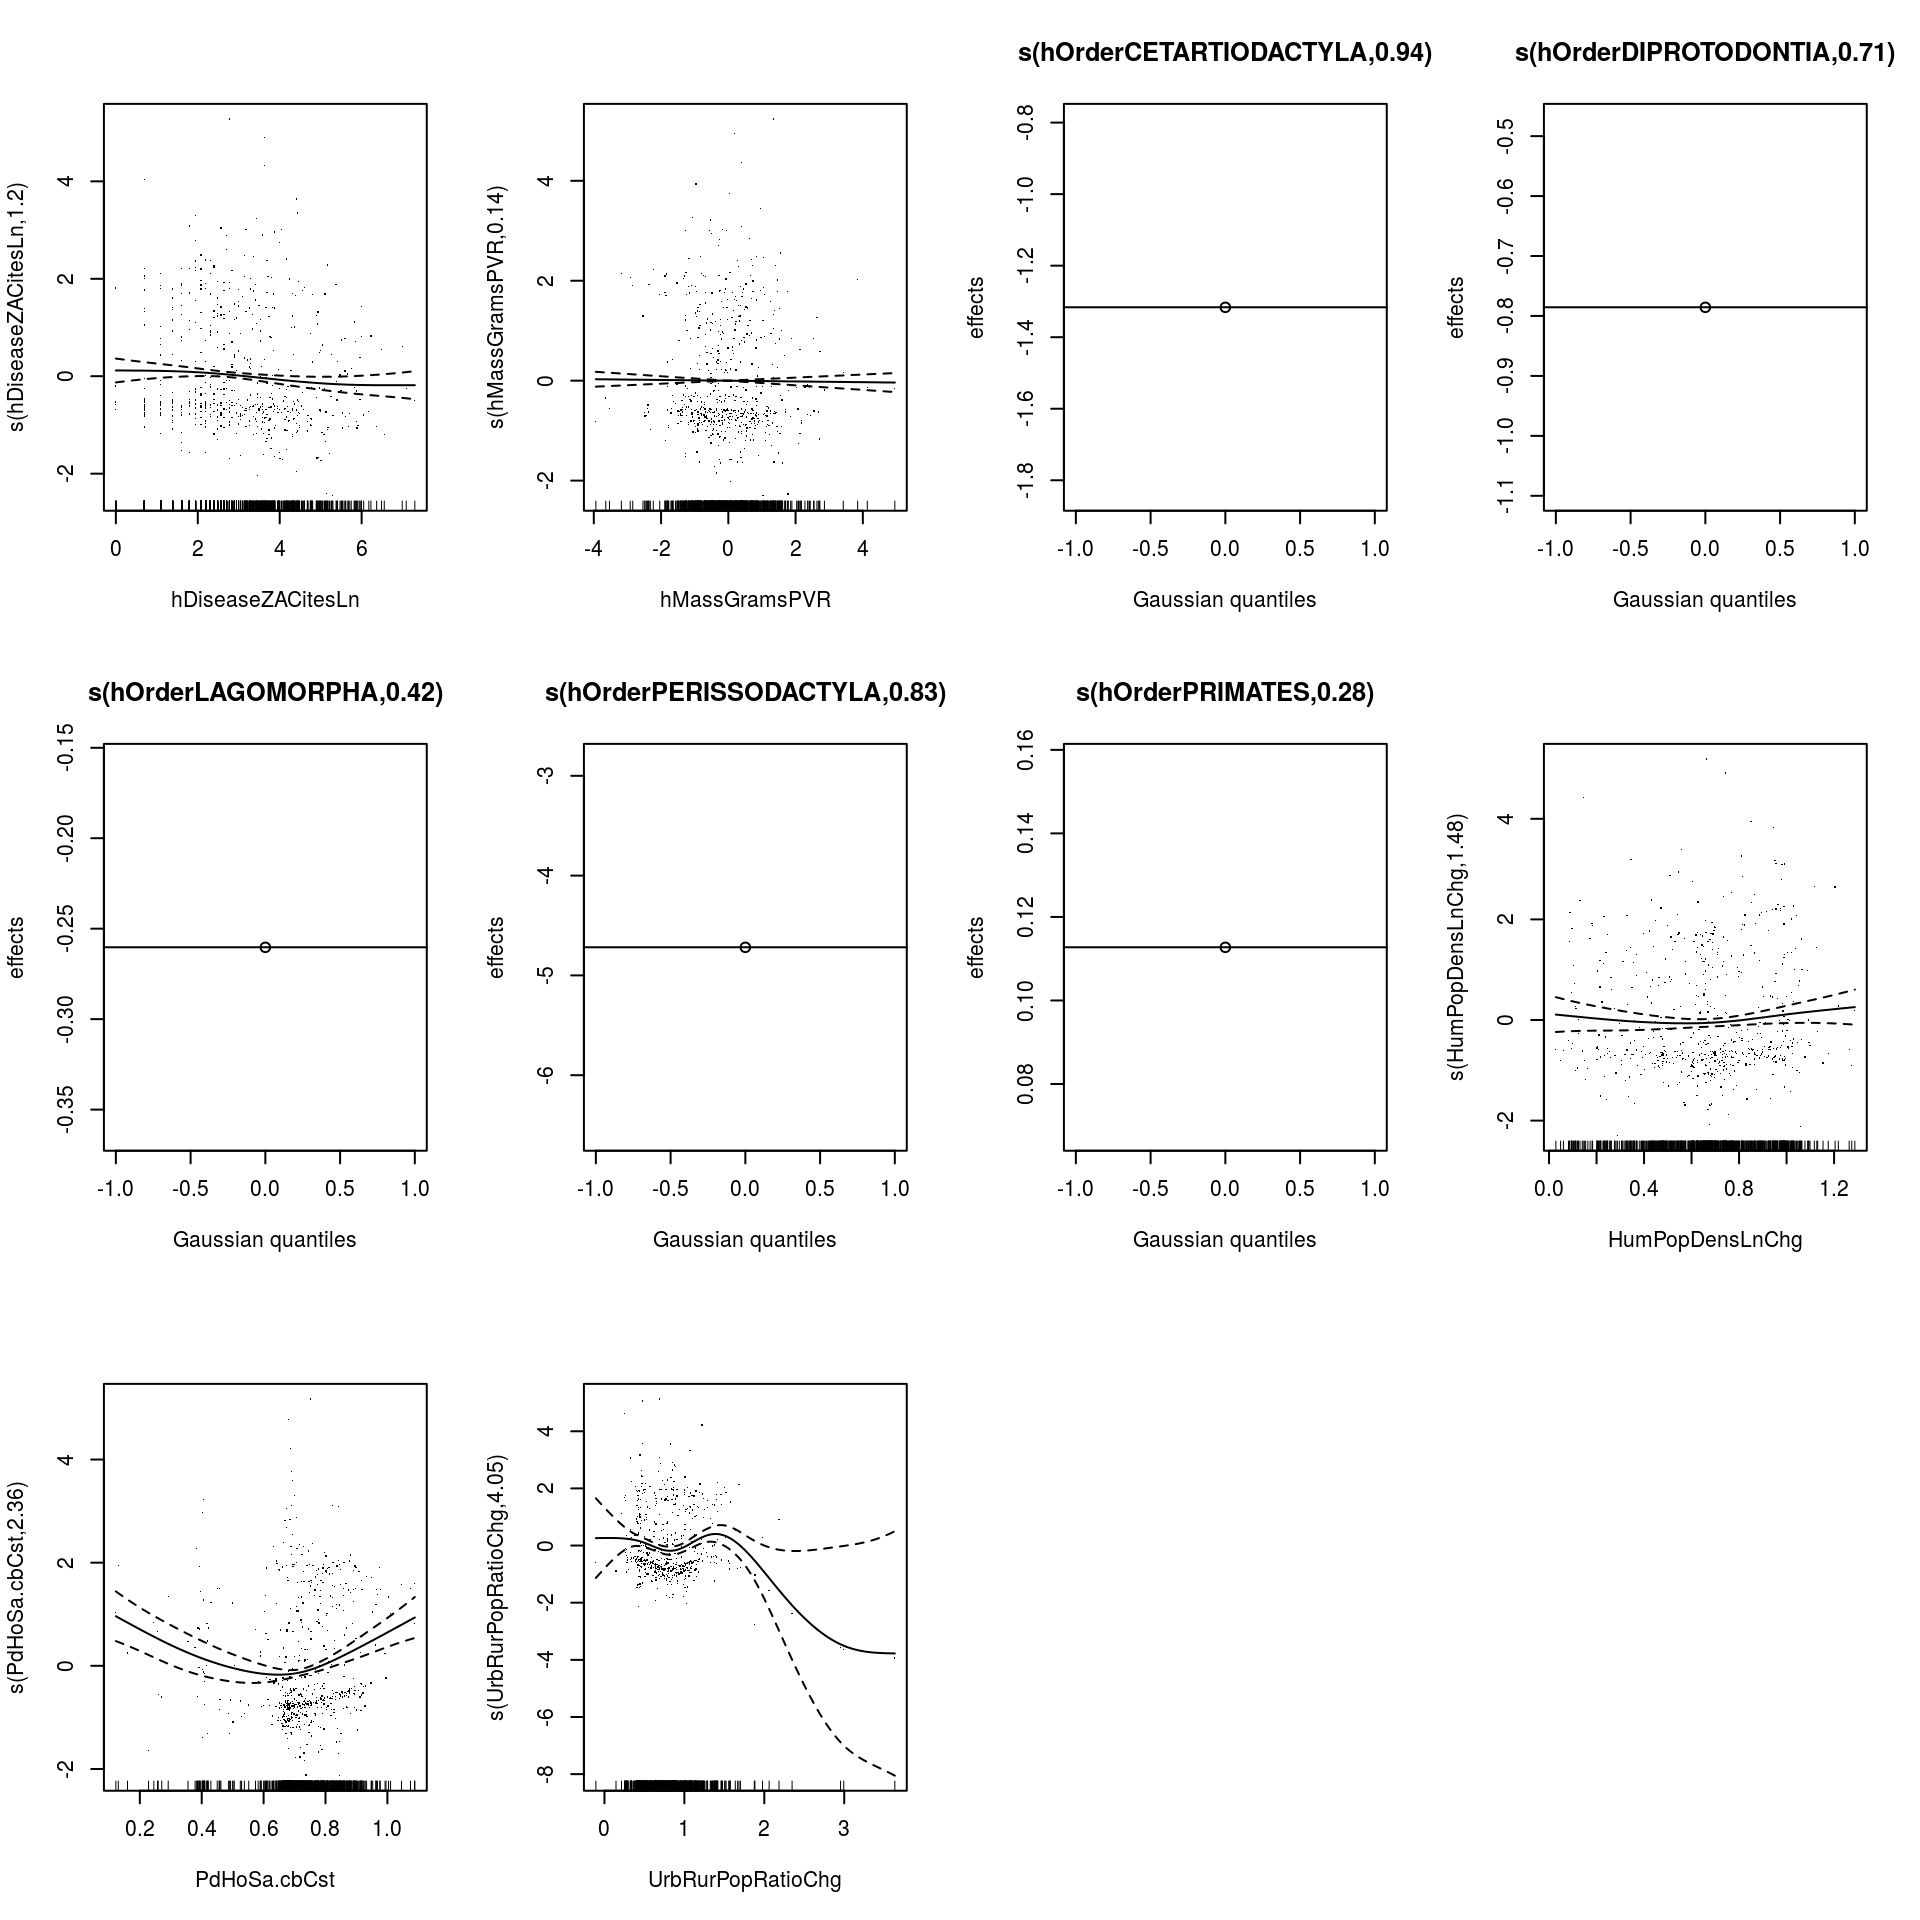 s(hOrderCETARTIODACTYLA,0.94)
s(hOrderDIPROTODONTIA,0.71)
s(hDiseaseZACitesLn,1.2)
4
2
0
-2
0 2 4 6
hDiseaseZACitesLn
s(hMassGramsPVR,0.14)
4
2
0
-2
-4 -2 0 2 4
hMassGramsPVR
effects
-0.8
-1.0
-1.2
-1.4
-1.6
-1.8
-1.0 -0.5 0.0 0.5 1.0
Gaussian quantiles
effects
-0.5
-0.6
-0.7
-0.8
-0.9
-1.0
-1.1
-1.0 -0.5 0.0 0.5 1.0
Gaussian quantiles
s(hOrderLAGOMORPHA,0.42)
effects
-0.15
-0.20
-0.25
-0.30
-0.35
-1.0 -0.5 0.0 0.5 1.0
Gaussian quantiles
s(hOrderPERISSODACTYLA,0.83)
effects
-3
-4
-5
-6
-1.0 -0.5 0.0 0.5 1.0
Gaussian quantiles
s(hOrderPRIMATES,0.28)
effects
0.16
0.14
0.12
0.10
0.08
-1.0 -0.5 0.0 0.5 1.0
Gaussian quantiles
s(HumPopDensLnChg,1.48)
4
2
0
-2
0.0 0.4 0.8 1.2
HumPopDensLnChg
s(PdHoSa.cbCst,2.36)
4
2
0
-2
0.2 0.4 0.6 0.8 1.0
PdHoSa.cbCst
s(UrbRurPopRatioChg,4.05)
4
2
0
-2
-4
-6
-8
0 1 2 3
UrbRurPopRatioChg